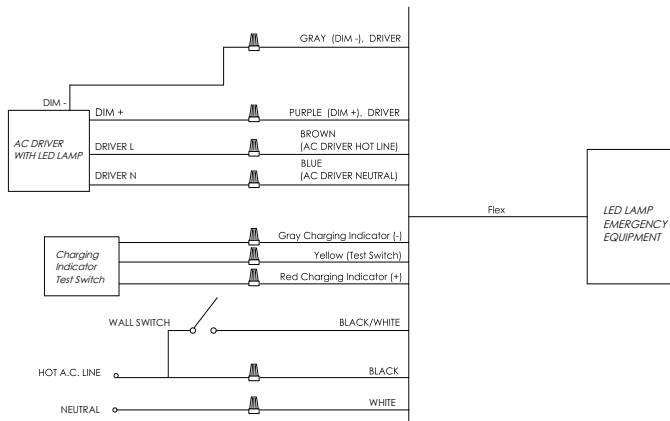 GRAY (DIM -), DRIVER
DIM -
DIM +
PURPLE (DIM +), DRIVER
AC DRIVER
WITH LED LAMP
DRIVER L
BROWN
(AC DRIVER HOT LINE)
DRIVER N
BLUE
(AC DRIVER NEUTRAL)
Flex
LED LAMP
EMERGENCY
EQUIPMENT
Charging
Indicator
Test Switch
Gray Charging Indicator (-)
Yellow (Test Switch)
Red Charging Indicator (+)
WALL SWITCH
BLACK/WHITE
HOT A.C. LINE
BLACK
NEUTRAL
WHITE